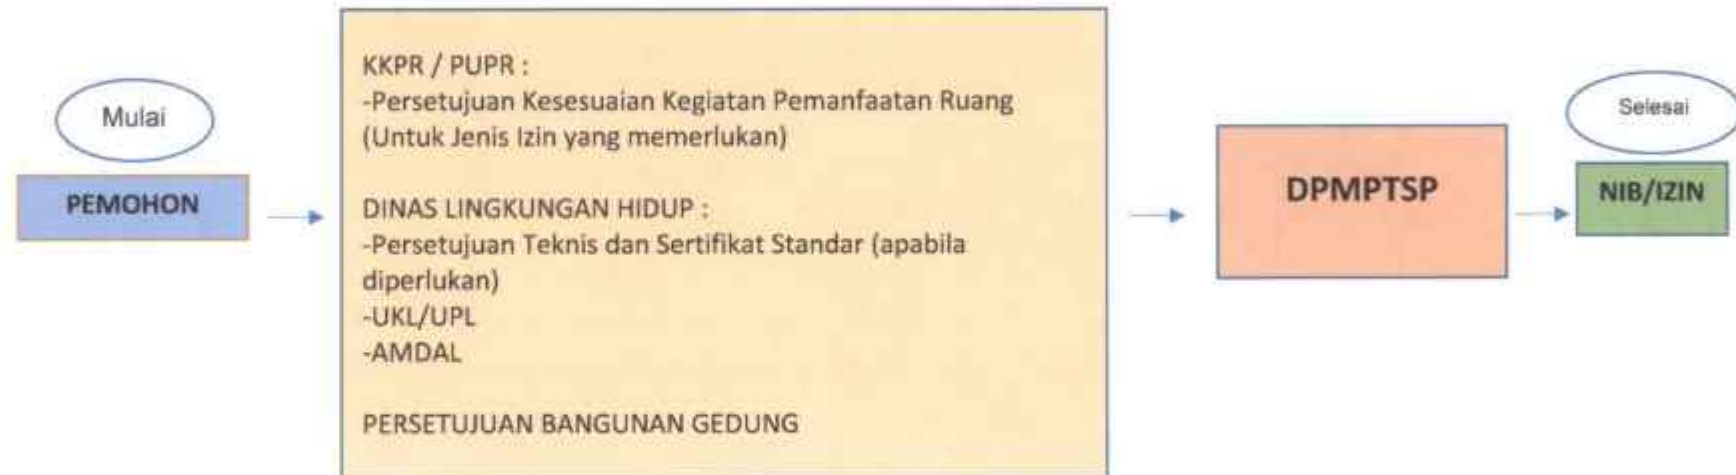 Mulai
PEMOHON
KKPR / PUPR :
-Persetujuan Kesesuaian Kegiatan Pemanfaatan Ruang
(Untuk Jenis Izin yang memerlukan)
DINAS LINGKUNGAN HIDUP :
-Persetujuan Teknis dan Sertifikat Standar (apabila
diperlukan)
-UKL/UPL
-AMDAL
PERSETUJUAN BANGUNAN GEDUNG
DPMPTSP
Selesai
NIB/IZIN